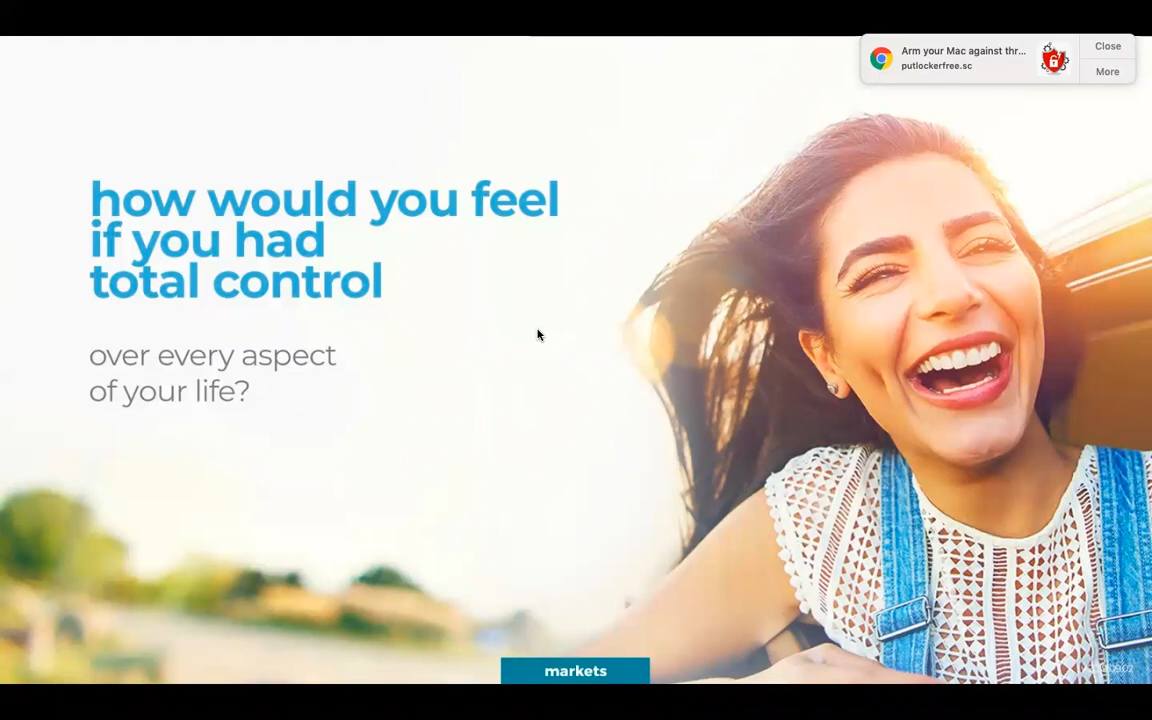 Arm your Mac against thr...
putlockerfree.sc
Close
More
how would you feel
if you had
total control
over every aspect
of your life?
markets